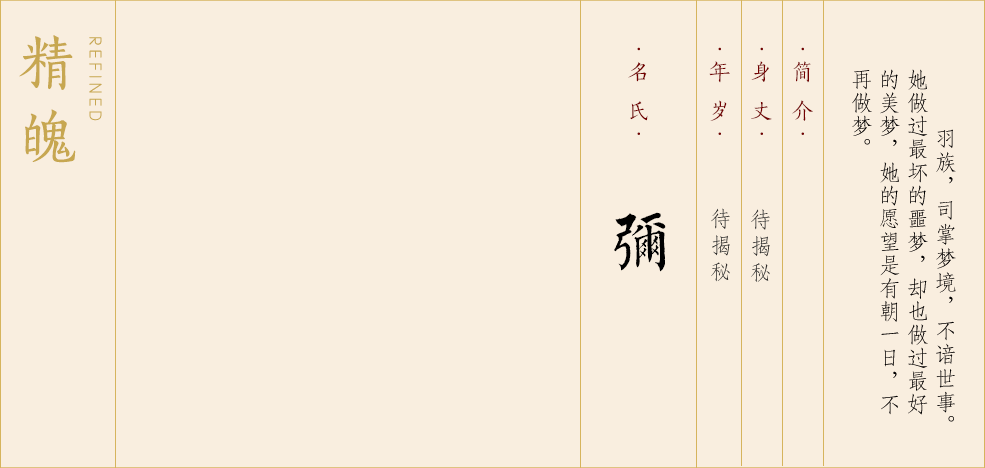 精魄
REFINED
·名氏·
彌
·年岁·
待揭秘
·身丈·
待揭秘
·简介·
羽族，司掌梦境，不谙世事。
她做过最坏的噩梦，却也做过最好
的美梦，她的愿望是有朝一日，不
再做梦。